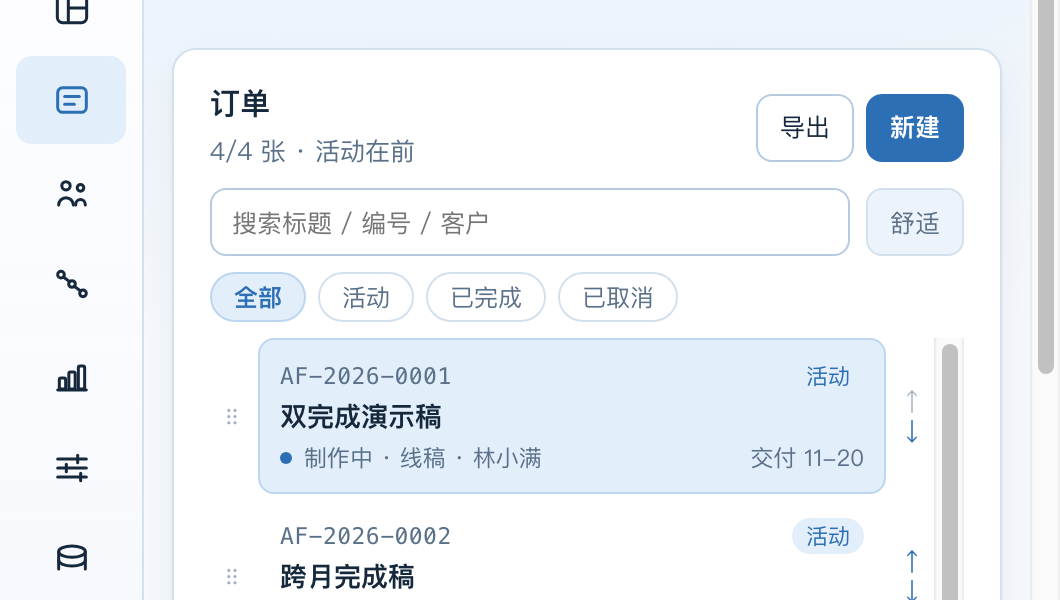 订单
4/4 张 · 活动在前
导出
新建
搜索标题 / 编号 / 客户
舒适
全部
活动
已完成
已取消
AF-2026-0001
活动
双完成演示稿
制作中 · 线稿 · 林小满
交付 11-20
AF-2026-0002
活动
跨月完成稿